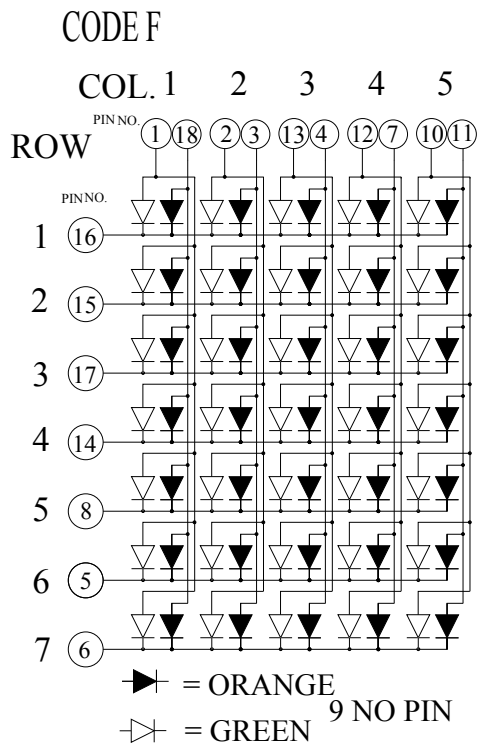 CODE F
COL. 1 2 3 4 5
PIN NO. 1 18 2 3 13 4 12 7 10 11
ROW
PIN NO.
1 16
2 15
3 17
4 14
5 8
6 5
7 6
= ORANGE
9 NO PIN
= GREEN